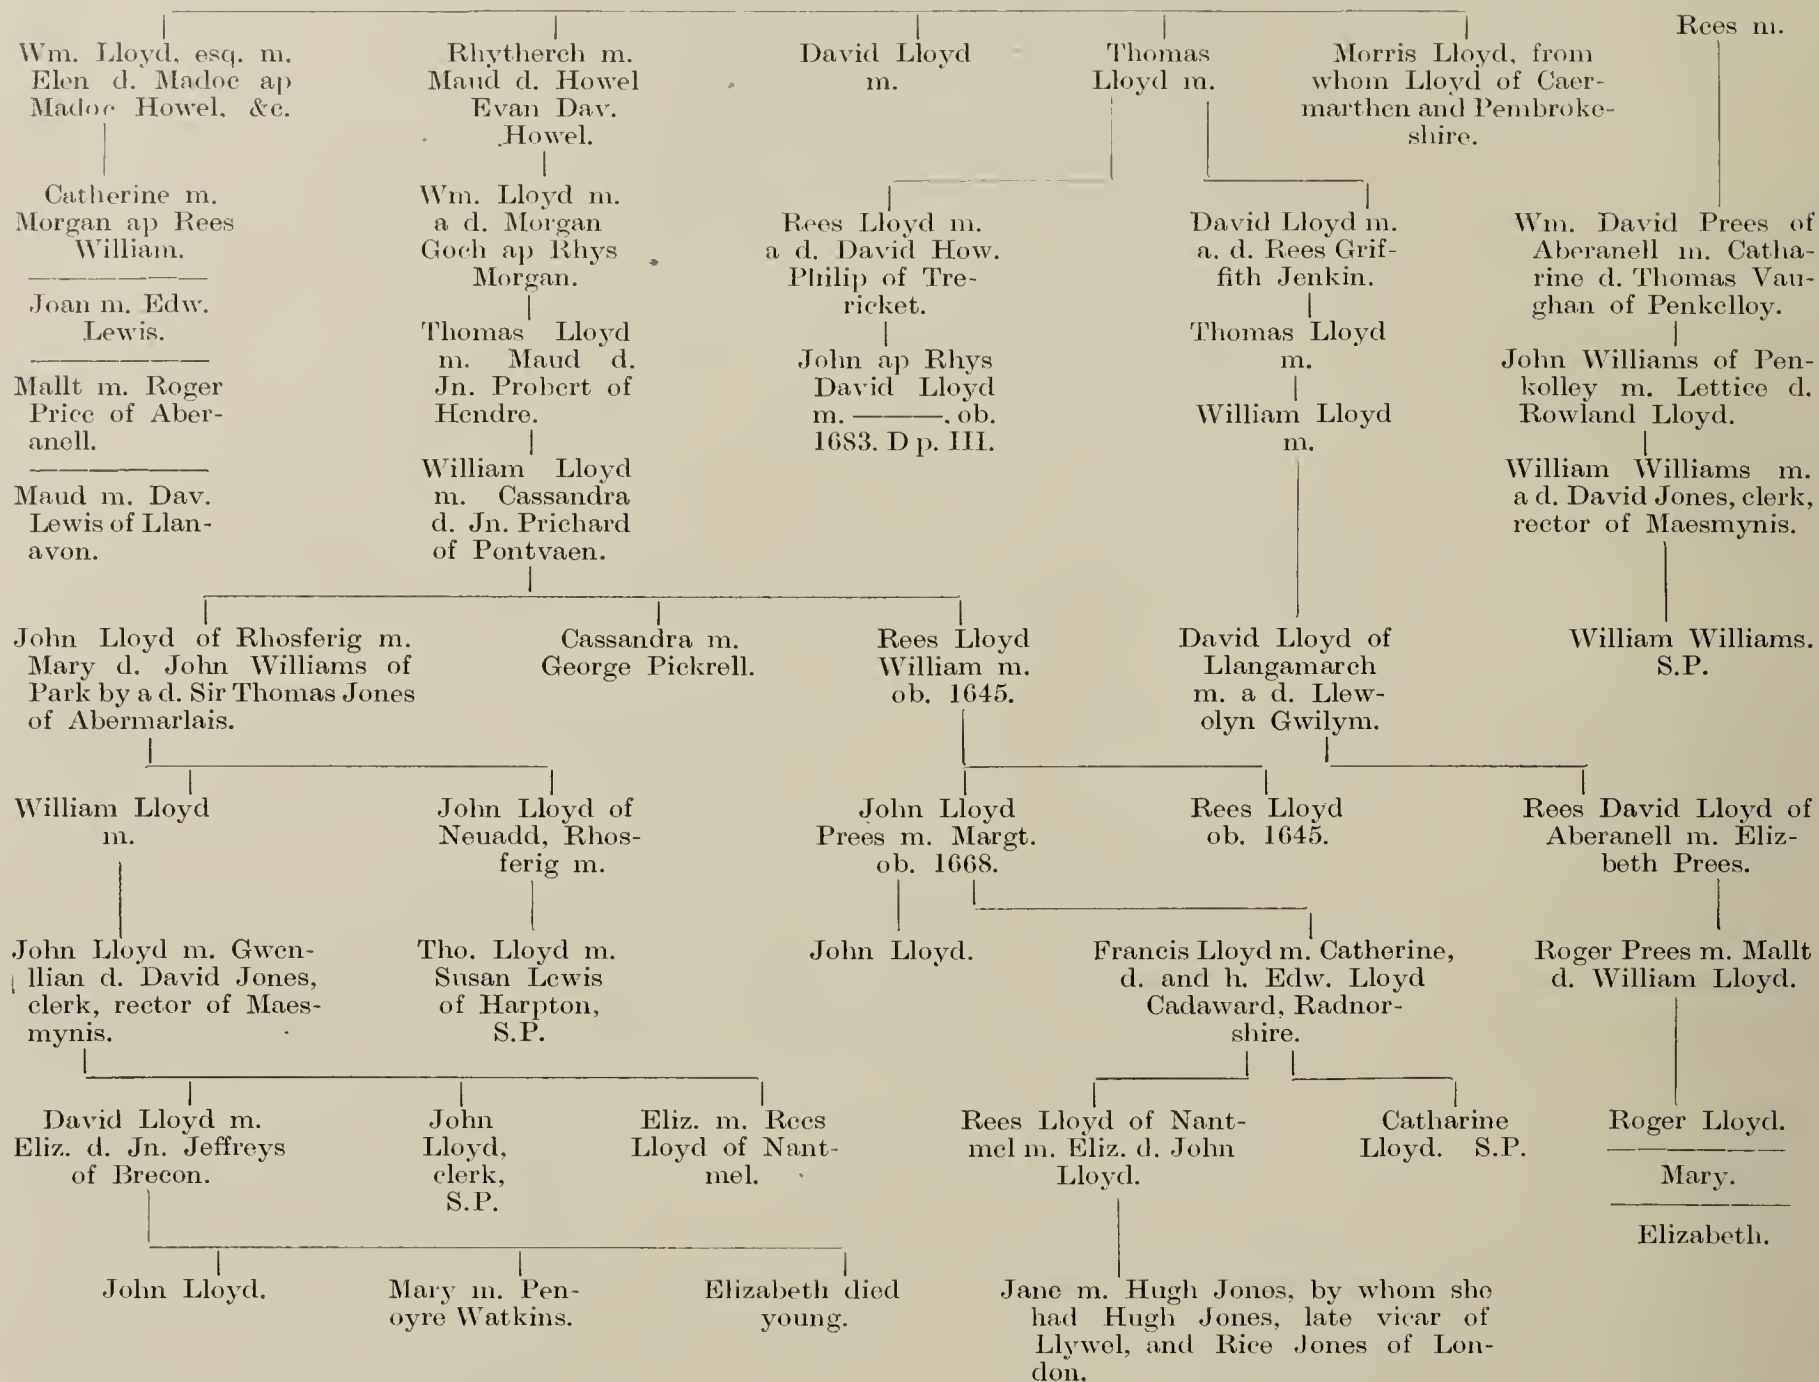 Wm. Lloyd, esq. m.
Elen d. Madoc ap
Madoc Howel, &c.
Rhytherch m.
Maud d. Howel
Evan Dav.
Howel.
David Lloyd
m.
Thomas
Lloyd m.
Morris Lloyd, from
whom Lloyd of Caer-
marthen and Pembroke-
shire.
Rees m.
Catherine m.
Morgan ap Rees
William.
Joan m. Edw.
Lewis.
Mallt m. Roger
Price of Aber-
anell.
Maud m. Dav.
Lewis of Llan-
avon.
Wm. Lloyd m.
a d. Morgan
Goch ap Rhys
Morgan.
Thomas Lloyd
m. Maud d.
Jn. Probert of
Hendre.
William Lloyd
m. Cassandra
d. Jn. Prichard
of Pontvaen.
Rees Lloyd m.
a d. David How.
Philip of Tre-
ricket.
John ap Rhys
David Lloyd
m. ———, ob.
1683. D p. III.
David Lloyd m.
a. d. Rees Grif-
fith Jenkin.
Thomas Lloyd
m.
William Lloyd
m.
Wm. David Prees of
Aberanell m. Catha-
rine d. Thomas Vau-
ghan of Penkelloy.
John Williams of Pen-
kolley m. Lettice d.
Rowland Lloyd.
William Williams m.
a d. David Jones, clerk,
rector of Maesmynis.
John Lloyd of Rhosferig m.
Mary d. John Williams of
Park by a d. Sir Thomas Jones
of Abermarlais.
Cassandra m.
George Pickrell.
Rees Lloyd
William m.
ob. 1645.
David Lloyd of
Llangamarch
m. a d. Llew-
olyn Gwilym.
William Williams.
S.P.
William Lloyd
m.
John Lloyd of
Neuadd, Rhos-
ferig m.
John Lloyd
Prees m. Margt.
ob. 1668.
Rees Lloyd
ob. 1645.
Rees David Lloyd of
Aberanell m. Eliz-
beth Prees.
John Lloyd m. Gwen-
llian d. David Jones,
clerk, rector of Maes-
mynis.
Tho. Lloyd m.
Susan Lewis
of Harpton,
S.P.
John Lloyd.
Francis Lloyd m. Catherine,
d. and h. Edw. Lloyd
Cadaward, Radnor-
shire.
Roger Prees m. Mallt
d. William Lloyd.
David Lloyd m.
Eliz. d. Jn. Jeffreys
of Brecon.
John
Lloyd,
clerk,
S.P.
Eliz. m. Rees
Lloyd of Nant-
mel.
Rees Lloyd of Nant-
mel m. Eliz. d. John
Lloyd.
Catharine
Lloyd. S.P.
Roger Lloyd.
Mary.
Elizabeth.
John Lloyd.
Mary m. Pen-
oyre Watkins.
Elizabeth died
young.
Jane m. Hugh Jones, by whom she
had Hugh Jones, late vicar of
Llywel, and Rice Jones of Lon-
don.